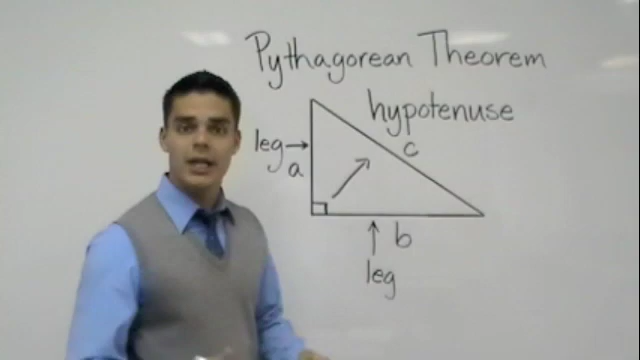 Pythagorean Theorem
hypotenuse
leg→
a
c
b
leg